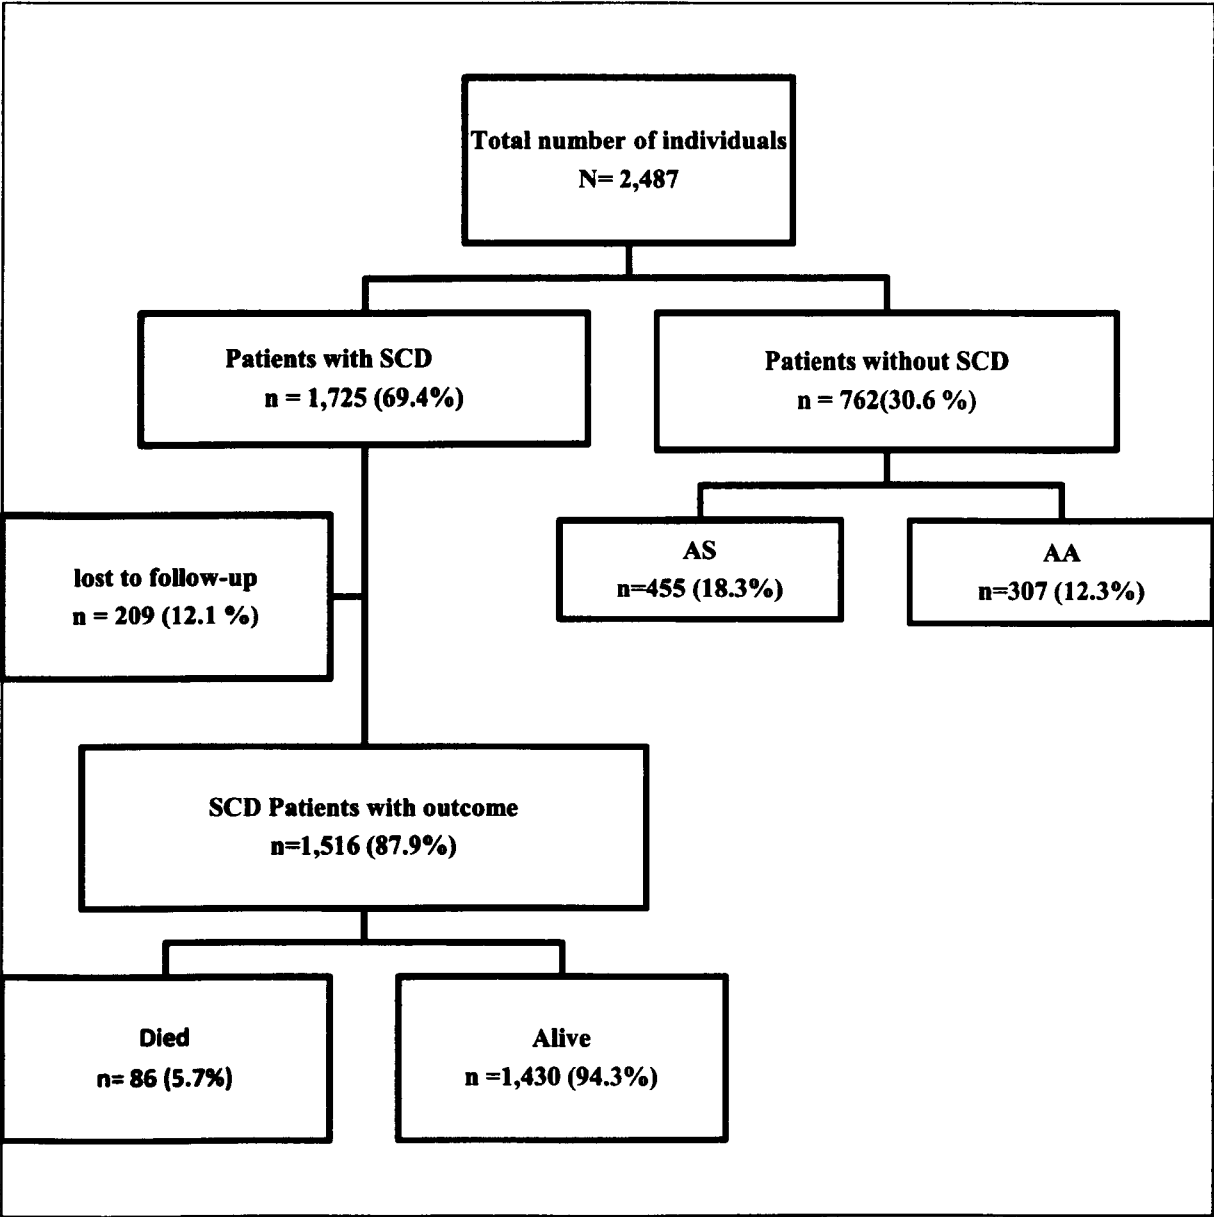 Total number of individuals
N= 2,487
Patients with SCD
n = 1,725 (69.4%)
Patients without SCD
n = 762(30.6 %)
lost to follow-up
n = 209 (12.1 %)
AS
n=455 (18.3%)
AA
n=307 (12.3%)
SCD Patients with outcome
n=1,516 (87.9%)
Died
n= 86 (5.7%)
Alive
n =1,430 (94.3%)